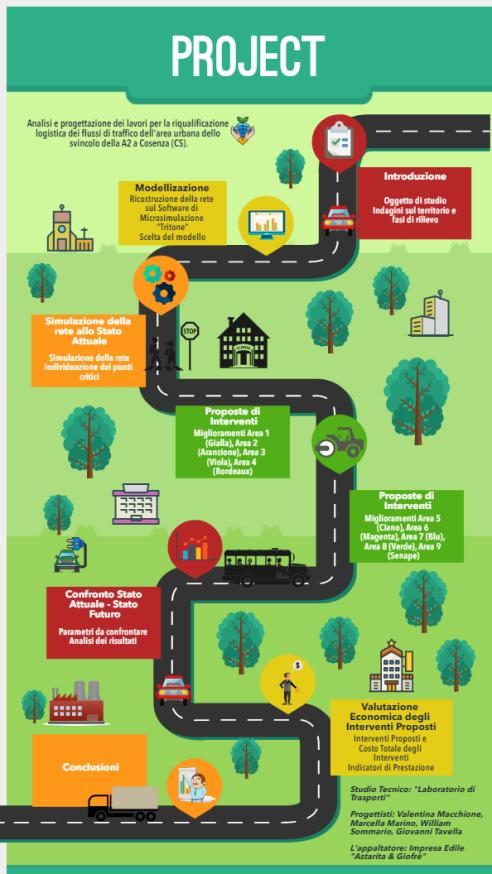 PROJECT
Analisi e progettazione dei lavori per la riqualificazione
logistica dei flussi di traffico dell'area urbana dello
svincolo della A2 a Cosenza (CS).
Introduzione
Oggetto di studio
Indagini sul territorio e
fasi di rilievo
Modellizzazione
Ricostruzione della rete
sul Software di
Microsimulazione
"Tritone"
Scelta del modello
Simulazione della
rete allo Stato
Attuale
Simulazione della rete
Individuazione dei punti
critici
STOP
SCHOOL
Proposte di
Interventi
Miglioramenti Area 1
(Gialla), Area 2
(Arancione), Area 3
(Viola), Area 4
(Bordeaux)
Proposte di
Interventi
Miglioramenti Area 5
(Ciano), Area 6
(Magenta), Area 7 (Blu),
Area 8 (Verde), Area 9
(Senape)
Confronto Stato
Attuale - Stato
Futuro
Parametri da confrontare
Analisi dei risultati
$
Valutazione
Economica degli
Interventi Proposti
Interventi Proposti e
Costo Totale degli
Interventi
Indicatori di Prestazione
Conclusioni
Studio Tecnico: "Laboratorio di
Trasporti"
Progettisti: Valentina Macchione,
Marcella Marino, William
Sommario, Giovanni Tavella
L'appaltatore: Impresa Edile
"Astarita & Giofrè"